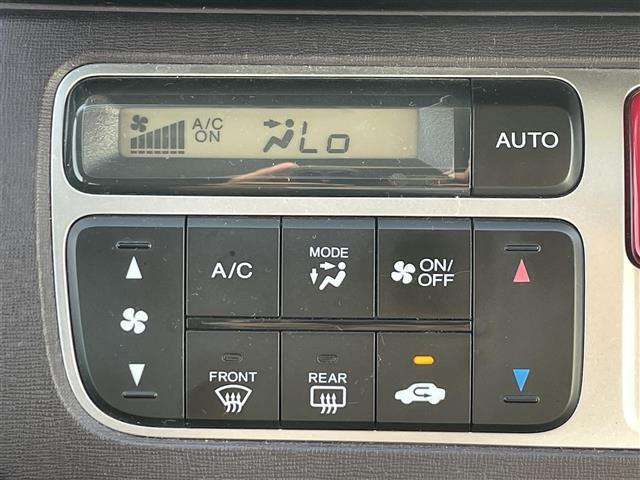 A/C
ON
Lo
AUTO
A/C
MODE
ON/
OFF
FRONT
REAR